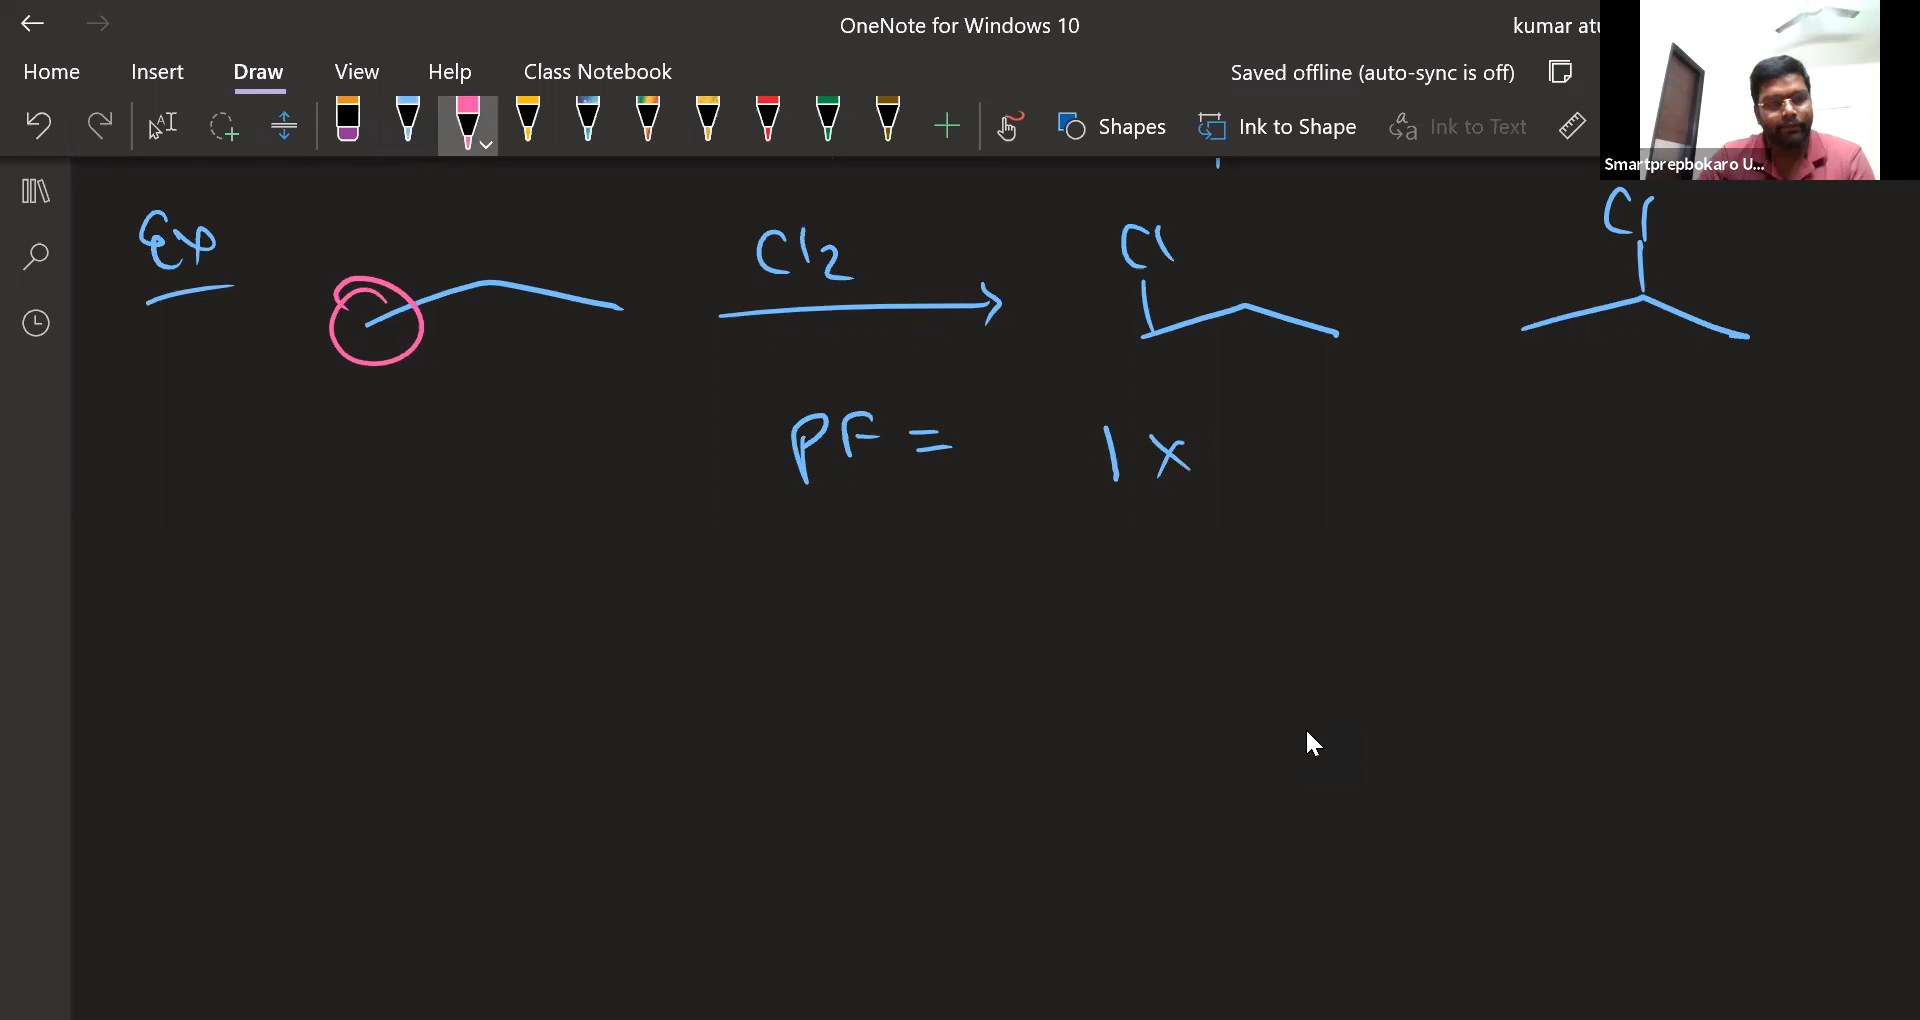 OneNote for Windows 10
kumar atu
Home Insert Draw View Help Class Notebook
Saved offline (auto-sync is off)
Shapes Ink to Shape Ink to Text
Smartprepbokaro U...
Exp
Cl2
Cl
Cl
PF = 1 x